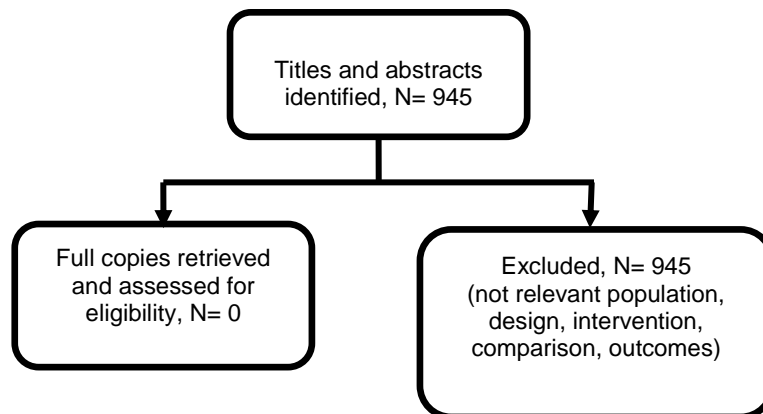 Titles and abstracts
identified, N= 945
Full copies retrieved
and assessed for
eligibility, N= 0
Excluded, N= 945
(not relevant population,
design, intervention,
comparison, outcomes)